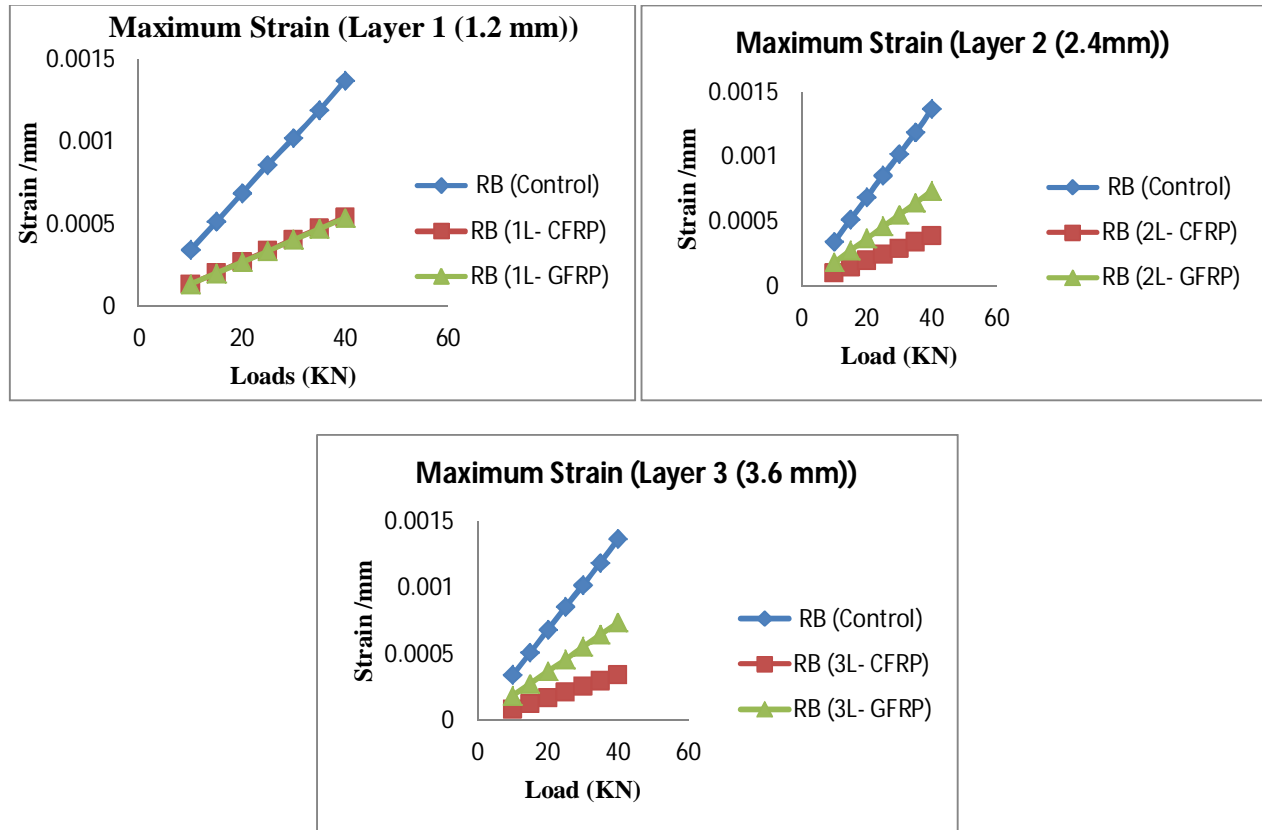 Maximum Strain (Layer 1 (1.2 mm))
0.0015
0.001
0.0005
0
Strain /mm
0 20 40 60
Loads (KN)
RB (Control)
RB (1L- CFRP)
RB (1L- GFRP)
Maximum Strain (Layer 2 (2.4mm))
0.0015
0.001
0.0005
0
Strain /mm
0 20 40 60
Load (KN)
RB (Control)
RB (2L- CFRP)
RB (2L- GFRP)
Maximum Strain (Layer 3 (3.6 mm))
0.0015
0.001
0.0005
0
Strain /mm
0 20 40 60
Load (KN)
RB (Control)
RB (3L- CFRP)
RB (3L- GFRP)